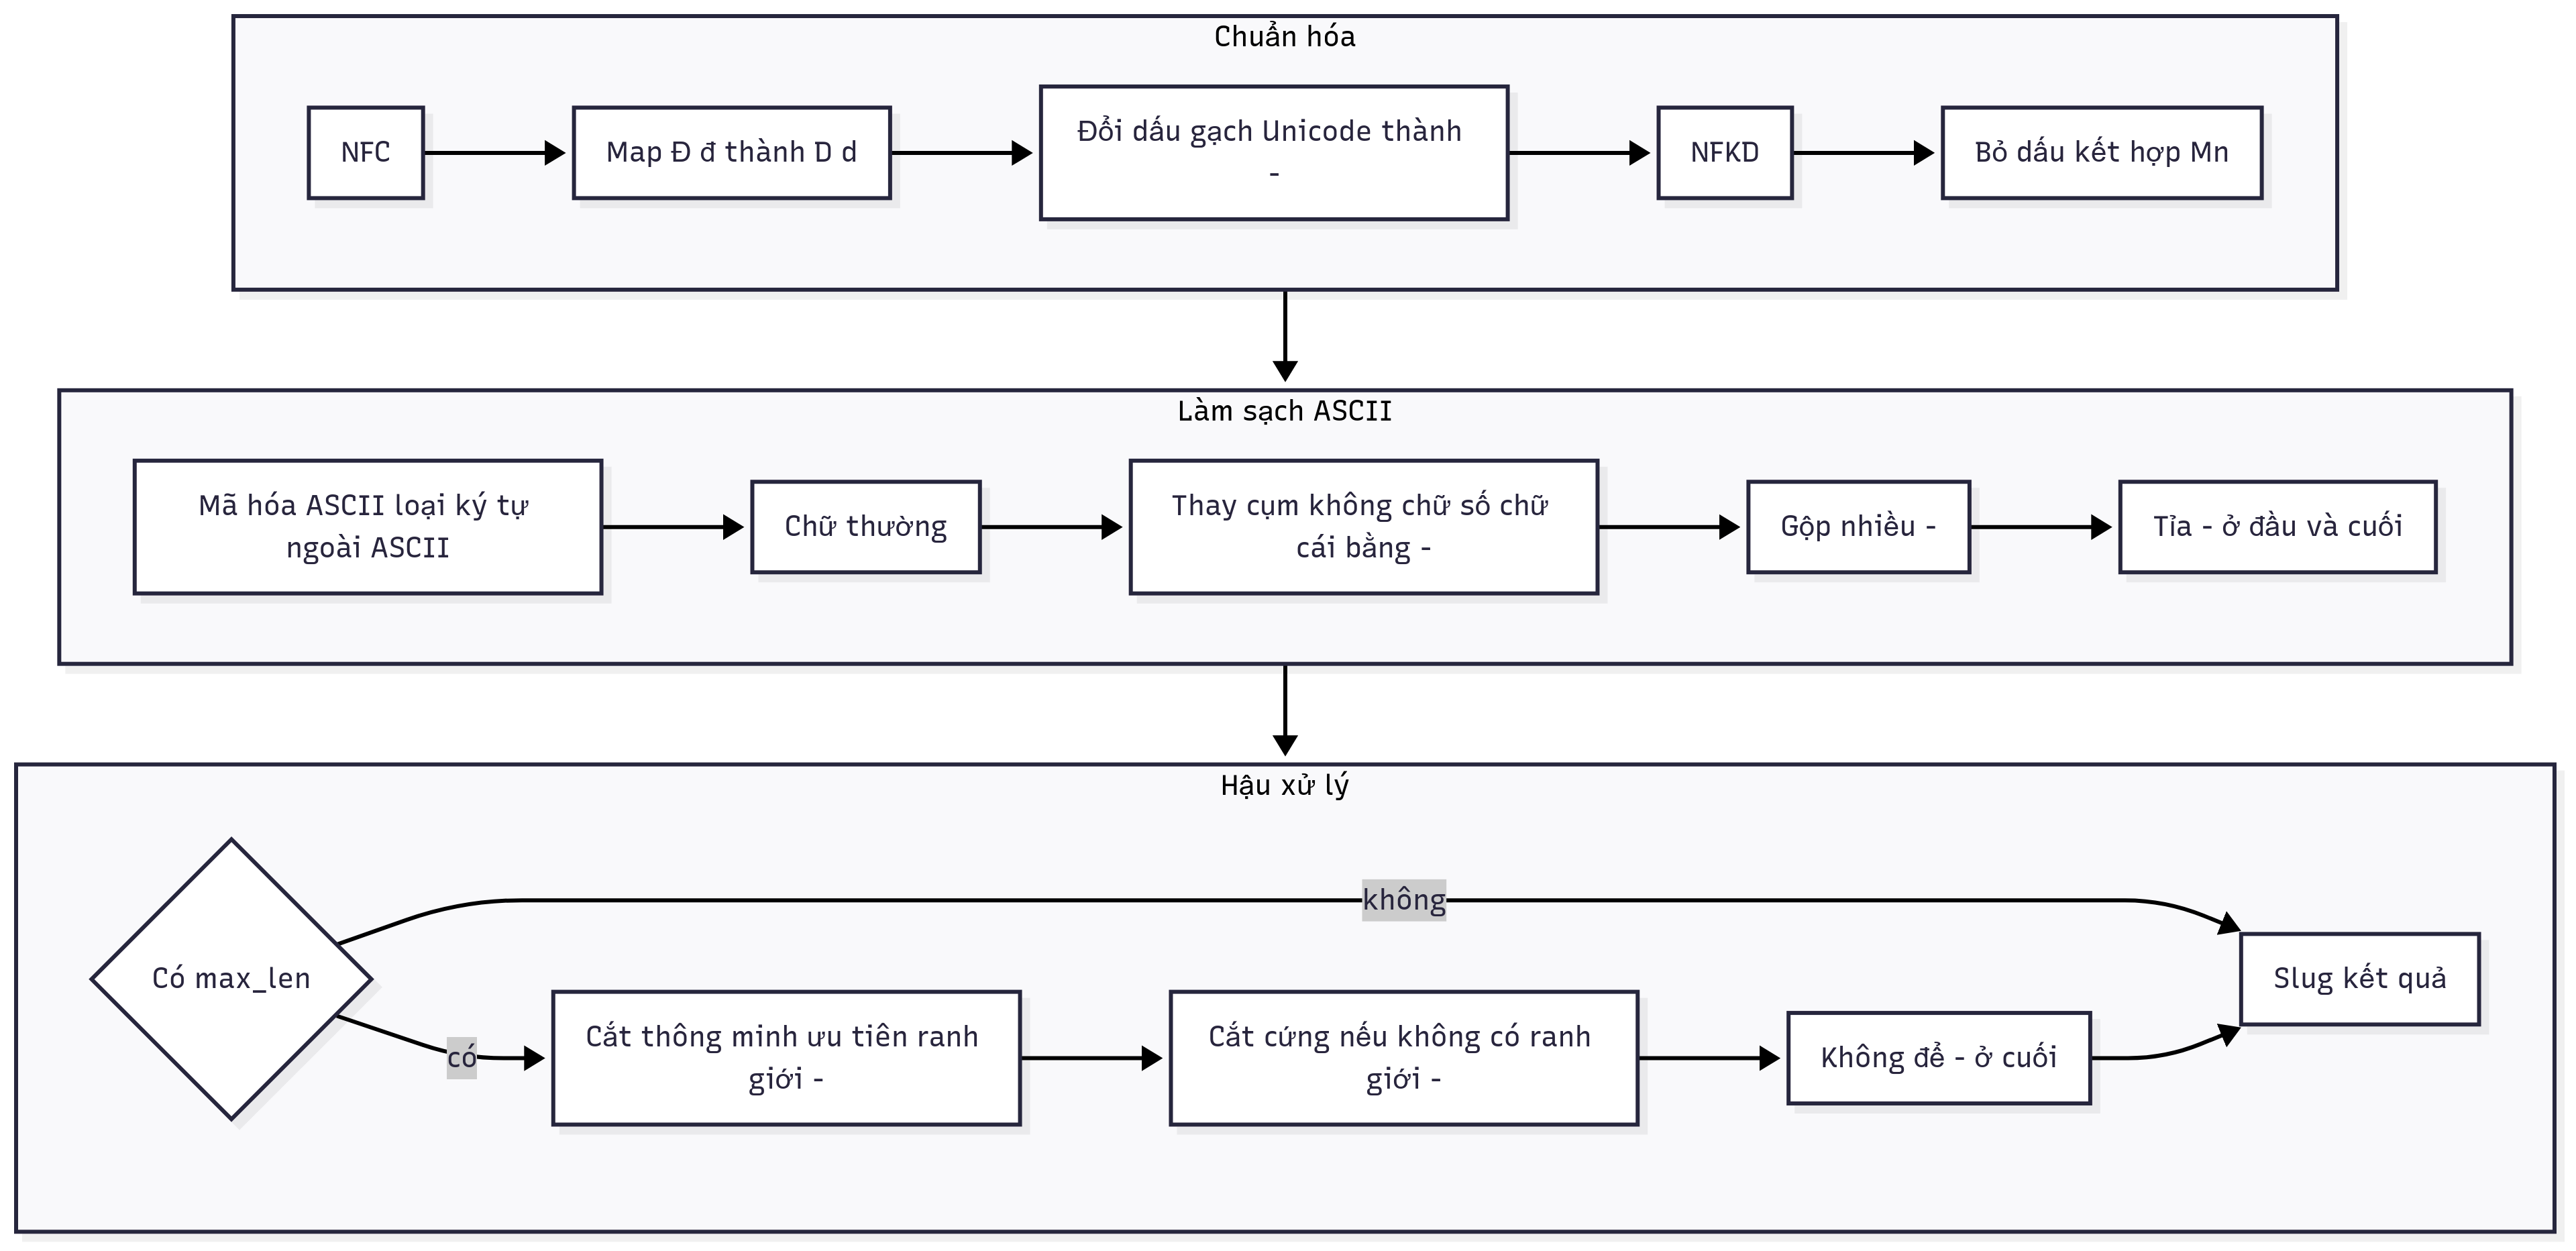 Chuẩn hóa
NFC
Map Đ đ thành D d
Đổi dấu gạch Unicode thành
-
NFKD
Bỏ dấu kết hợp Mn
Làm sạch ASCII
Mã hóa ASCII loại ký tự
ngoài ASCII
Chữ thường
Thay cụm không chữ số chữ
cái bằng -
Gộp nhiều -
Tỉa - ở đầu và cuối
Hậu xử lý
Có max_len
không
có
Cắt thông minh ưu tiên ranh
giới -
Cắt cứng nếu không có ranh
giới -
Không để - ở cuối
Slug kết quả